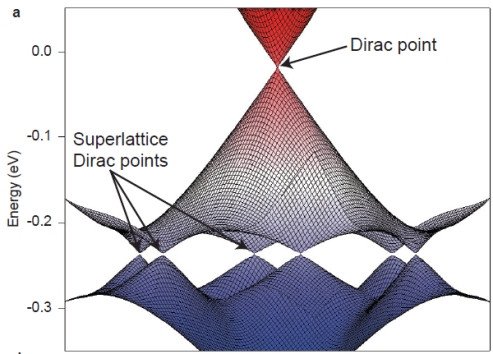 a
0.0
Dirac point
-0.1
Superlattice
Dirac points
Energy (eV)
-0.2
-0.3